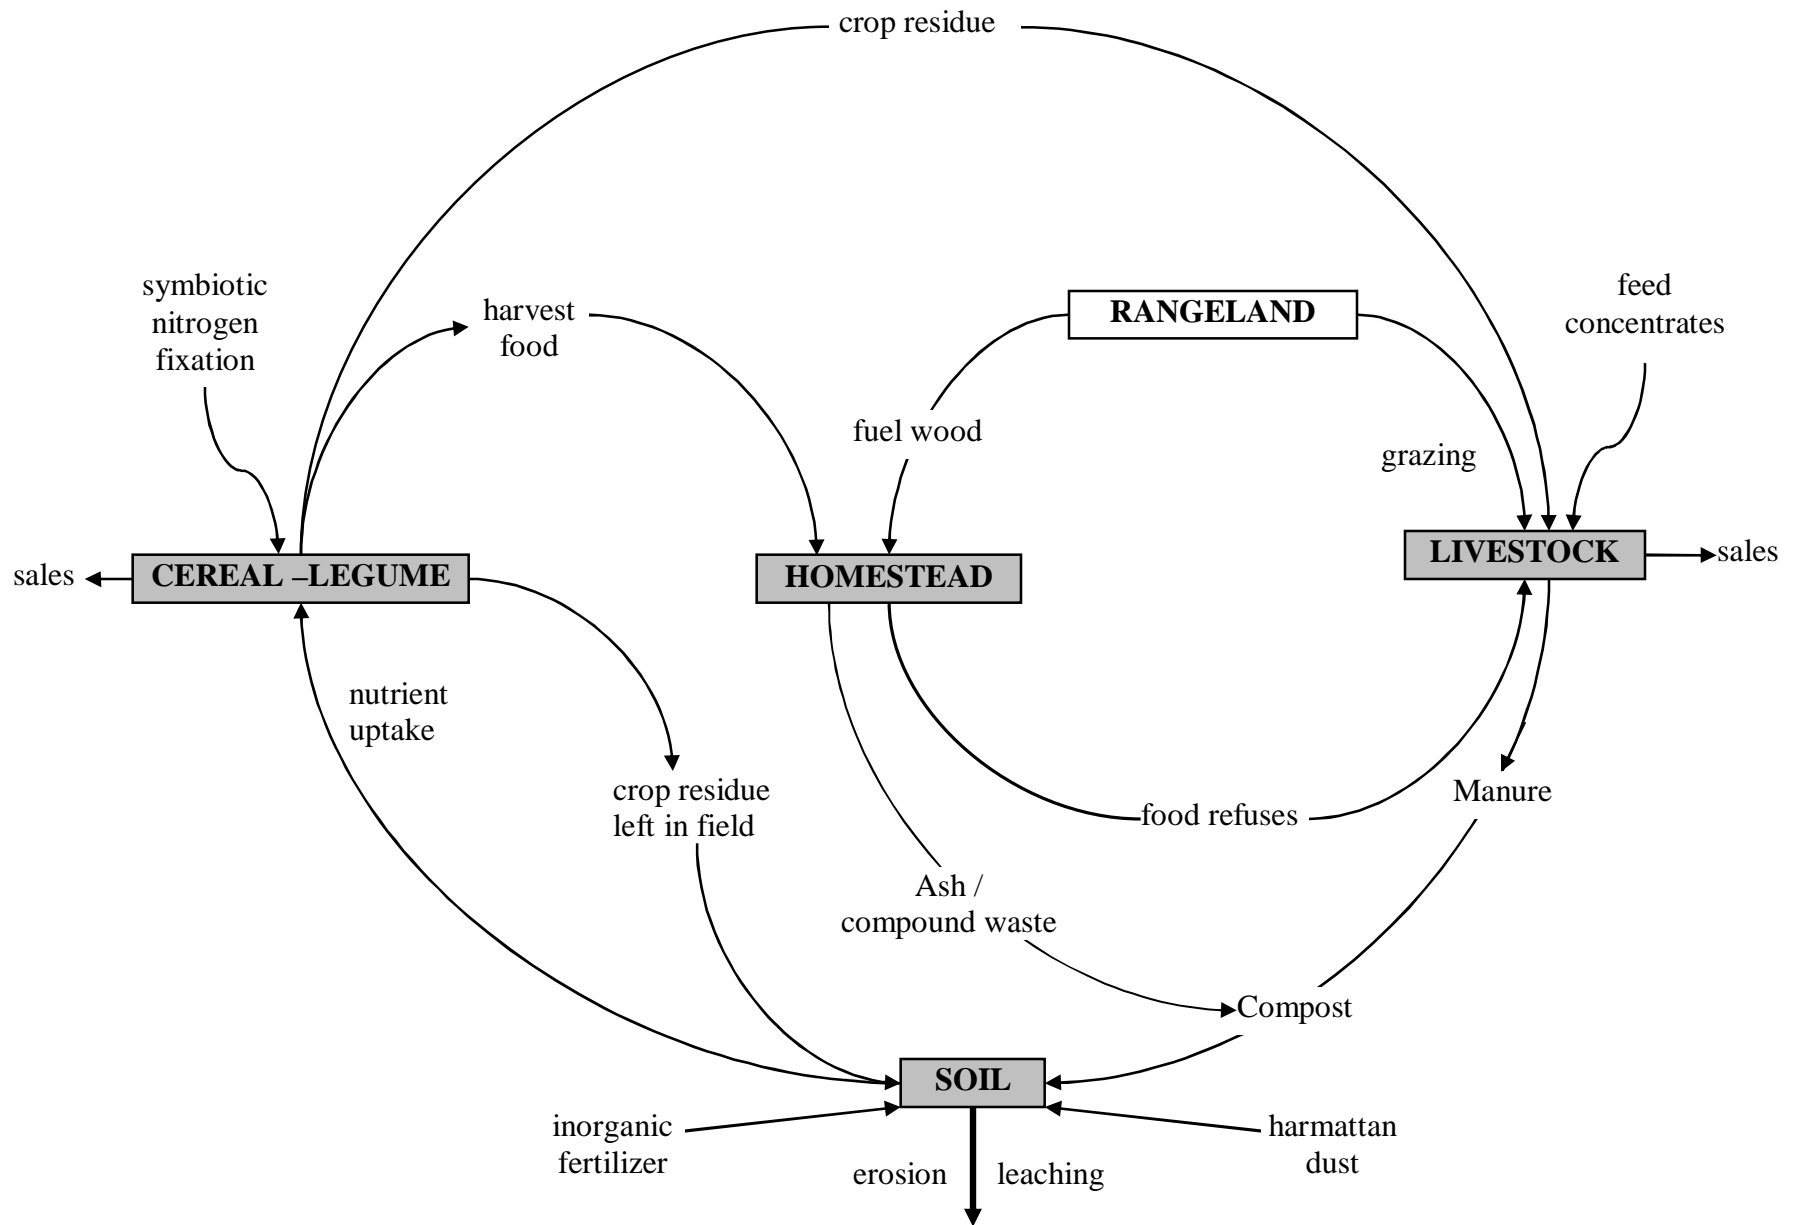 crop residue
symbiotic
nitrogen
fixation
harvest
food
RANGELAND
feed
concentrates
fuel wood
grazing
sales
CEREAL –LEGUME
HOMESTEAD
LIVESTOCK
sales
nutrient
uptake
crop residue
left in field
food refuses
Manure
Ash /
compound waste
Compost
SOIL
inorganic
fertilizer
harmattan
dust
erosion
leaching